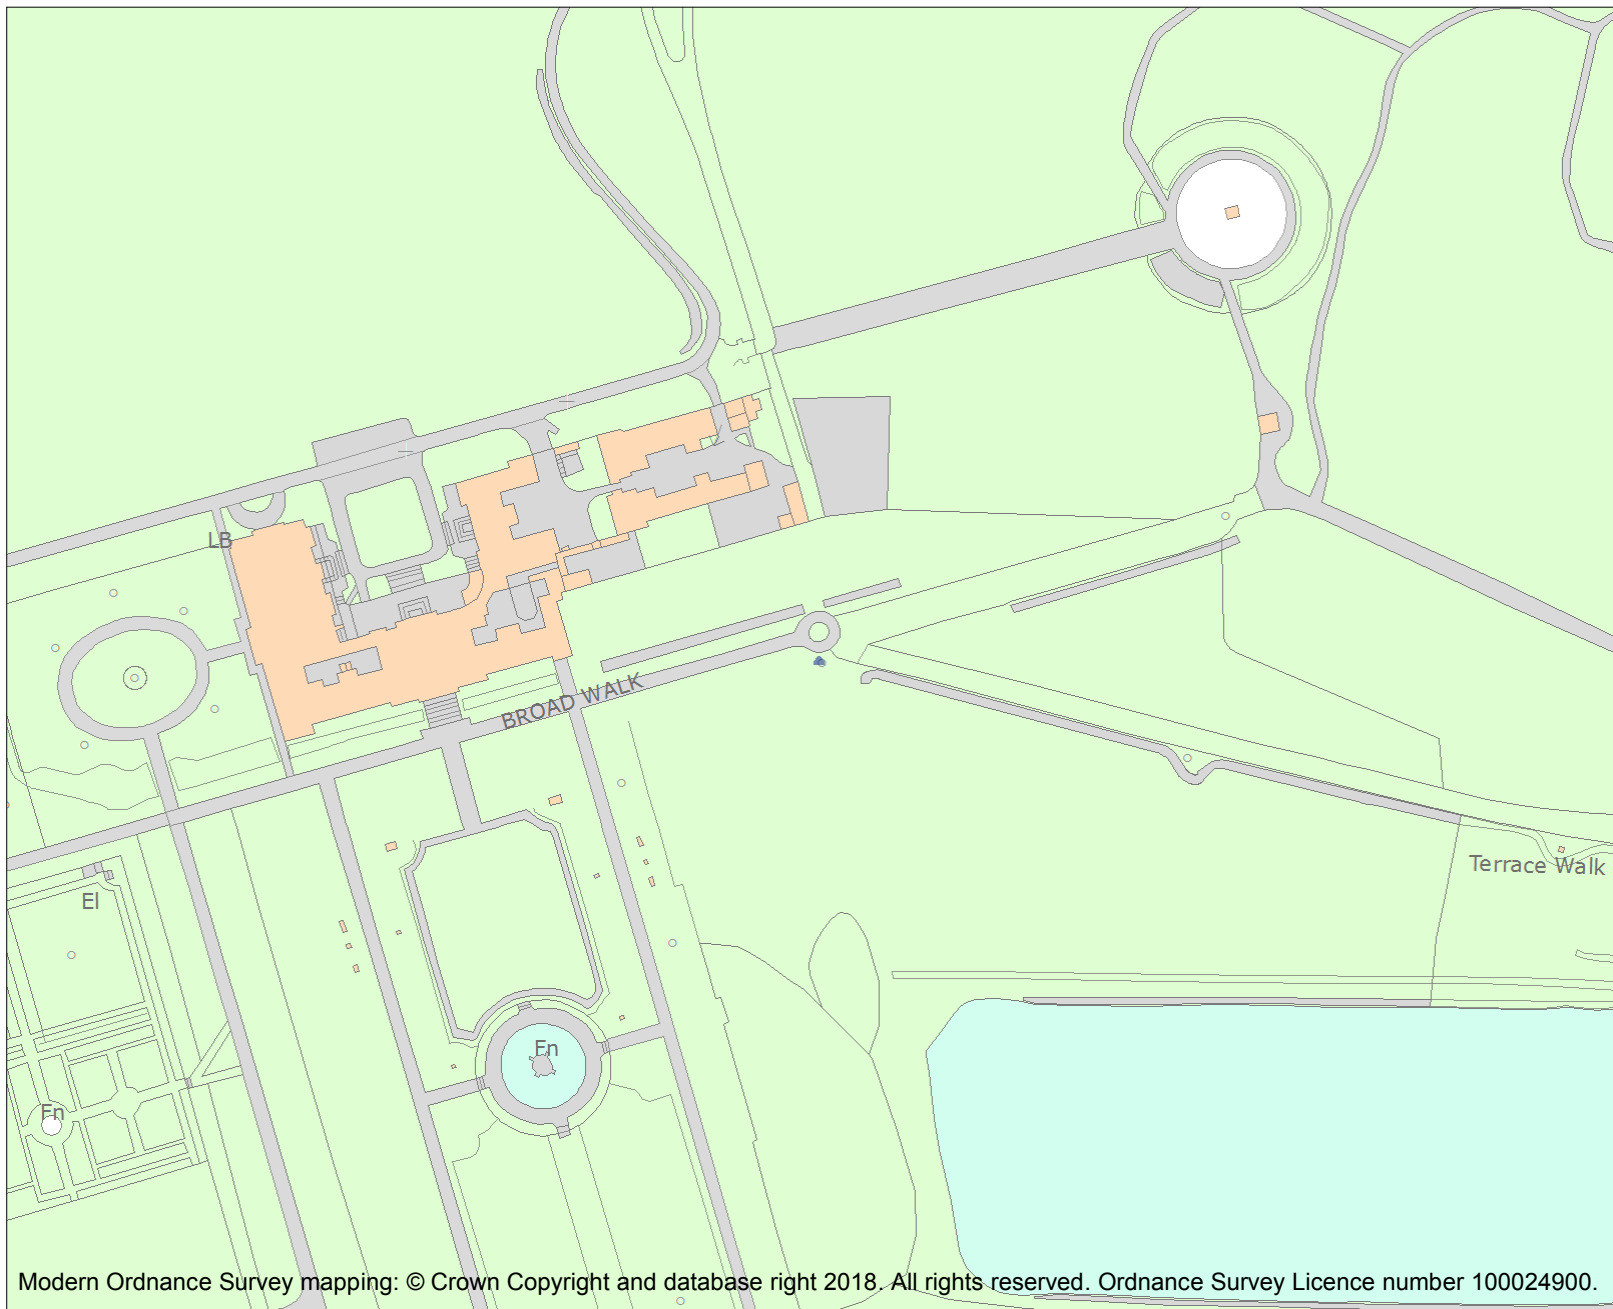 LB
BROAD WALK
Terrace Walk
El
Fn
Fn
Modern Ordnance Survey mapping: © Crown Copyright and database right 2018. All rights reserved. Ordnance Survey Licence number 100024900.